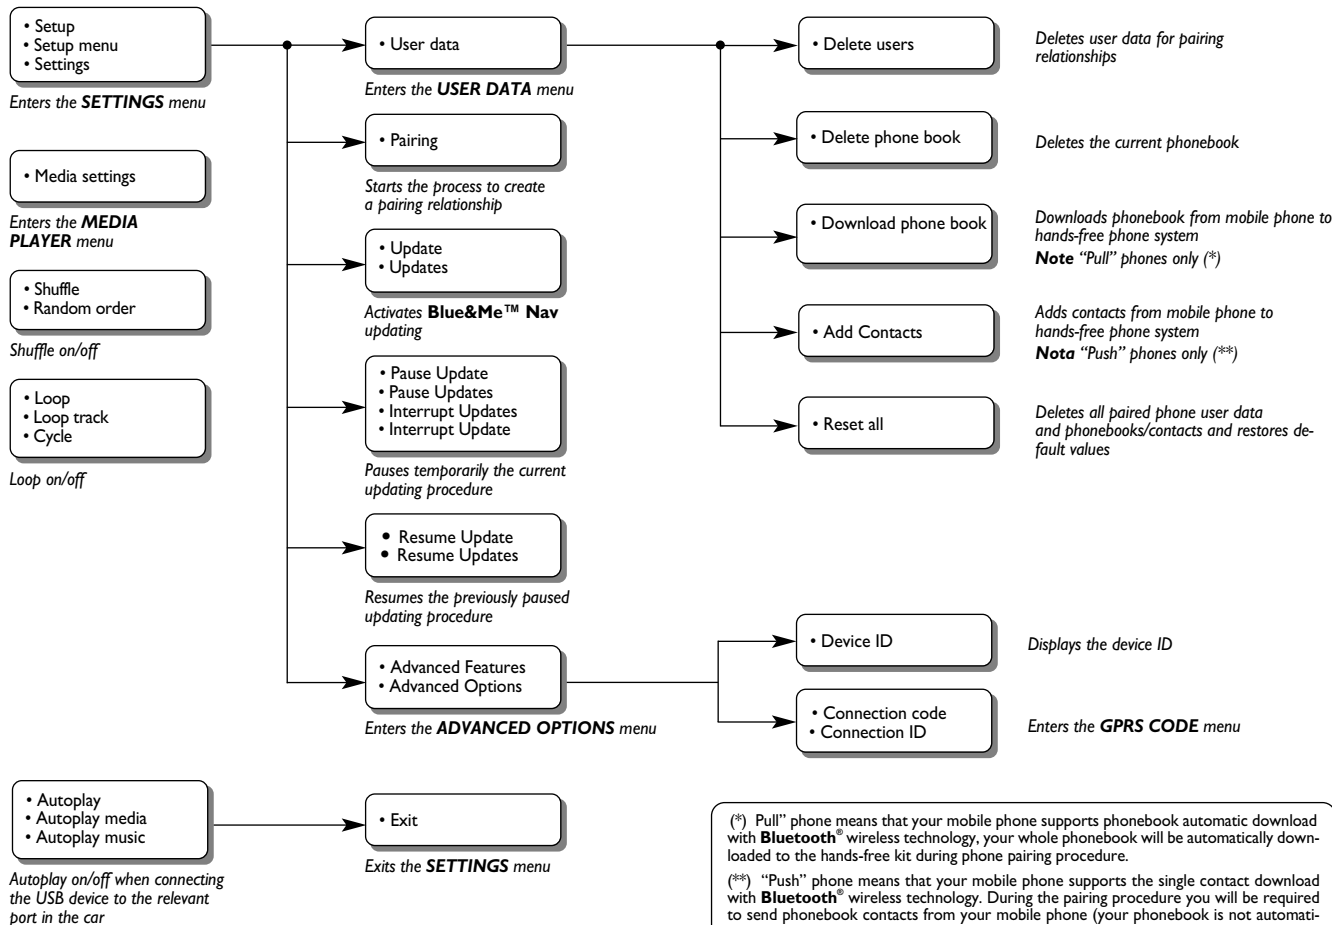 • Setup
• Setup menu
• Settings
Enters the SETTINGS menu
• Media settings
Enters the MEDIA
PLAYER menu
• Shuffle
• Random order
Shuffle on/off
• Loop
• Loop track
• Cycle
Loop on/off
• Autoplay
• Autoplay media
• Autoplay music
Autoplay on/off when connecting
the USB device to the relevant
port in the car
• User data
Enters the USER DATA menu
• Pairing
Starts the process to create
a pairing relationship
• Update
• Updates
Activates Blue&Me™ Nav
updating
• Pause Update
• Pause Updates
• Interrupt Updates
• Interrupt Update
Pauses temporarily the current
updating procedure
• Resume Update
• Resume Updates
Resumes the previously paused
updating procedure
• Advanced Features
• Advanced Options
Enters the ADVANCED OPTIONS menu
• Exit
Exits the SETTINGS menu
• Delete users
Deletes user data for pairing
relationships
• Delete phone book
Deletes the current phonebook
• Download phone book
Downloads phonebook from mobile phone to
hands-free phone system
Note “Pull” phones only (*)
• Add Contacts
Adds contacts from mobile phone to
hands-free phone system
Nota “Push” phones only (**)
• Reset all
Deletes all paired phone user data
and phonebooks/contacts and restores de-
fault values
• Device ID
Displays the device ID
• Connection code
• Connection ID
Enters the GPRS CODE menu
(*) Pull” phone means that your mobile phone supports phonebook automatic download
with Bluetooth® wireless technology, your whole phonebook will be automatically down-
loaded to the hands-free kit during phone pairing procedure.
(**) “Push” phone means that your mobile phone supports the single contact download
with Bluetooth® wireless technology. During the pairing procedure you will be required
to send phonebook contacts from your mobile phone (your phonebook is not automati-